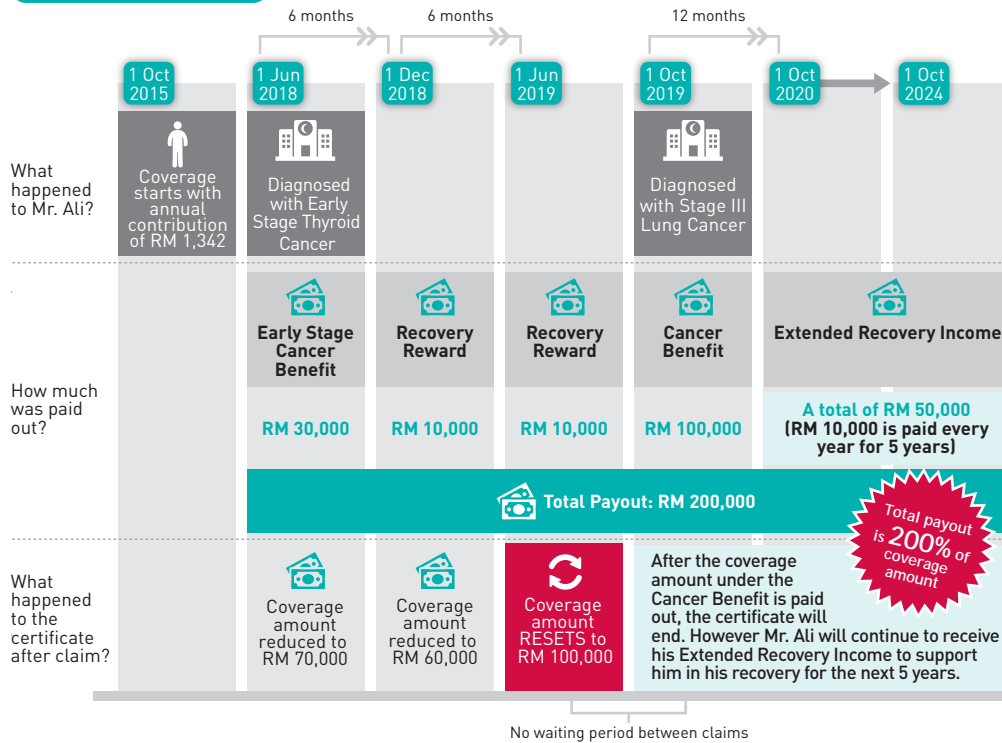 6 months
6 months
12 months
1 Oct
2015
1 Jun
2018
1 Dec
2018
1 Jun
2019
1 Oct
2019
1 Oct
2020
1 Oct
2024
What
happened
to Mr. Ali?
Coverage
starts with
annual
contribution
of RM 1,342
Diagnosed
with Early
Stage Thyroid
Cancer
Diagnosed
with Stage III
Lung Cancer
How much
was paid
out?
Early Stage
Cancer
Benefit
Recovery
Reward
Recovery
Reward
Cancer
Benefit
Extended Recovery Income
RM 30,000
RM 10,000
RM 10,000
RM 100,000
A total of RM 50,000
(RM 10,000 is paid every
year for 5 years)
Total Payout: RM 200,000
Total payout
is 200% of
coverage
amount
What
happened
to the
certificate
after claim?
Coverage
amount
reduced to
RM 70,000
Coverage
amount
reduced to
RM 60,000
Coverage
amount
RESETS to
RM 100,000
After the coverage
amount under the
Cancer Benefit is paid
out, the certificate will
end. However Mr. Ali will continue to receive
his Extended Recovery Income to support
him in his recovery for the next 5 years.
No waiting period between claims